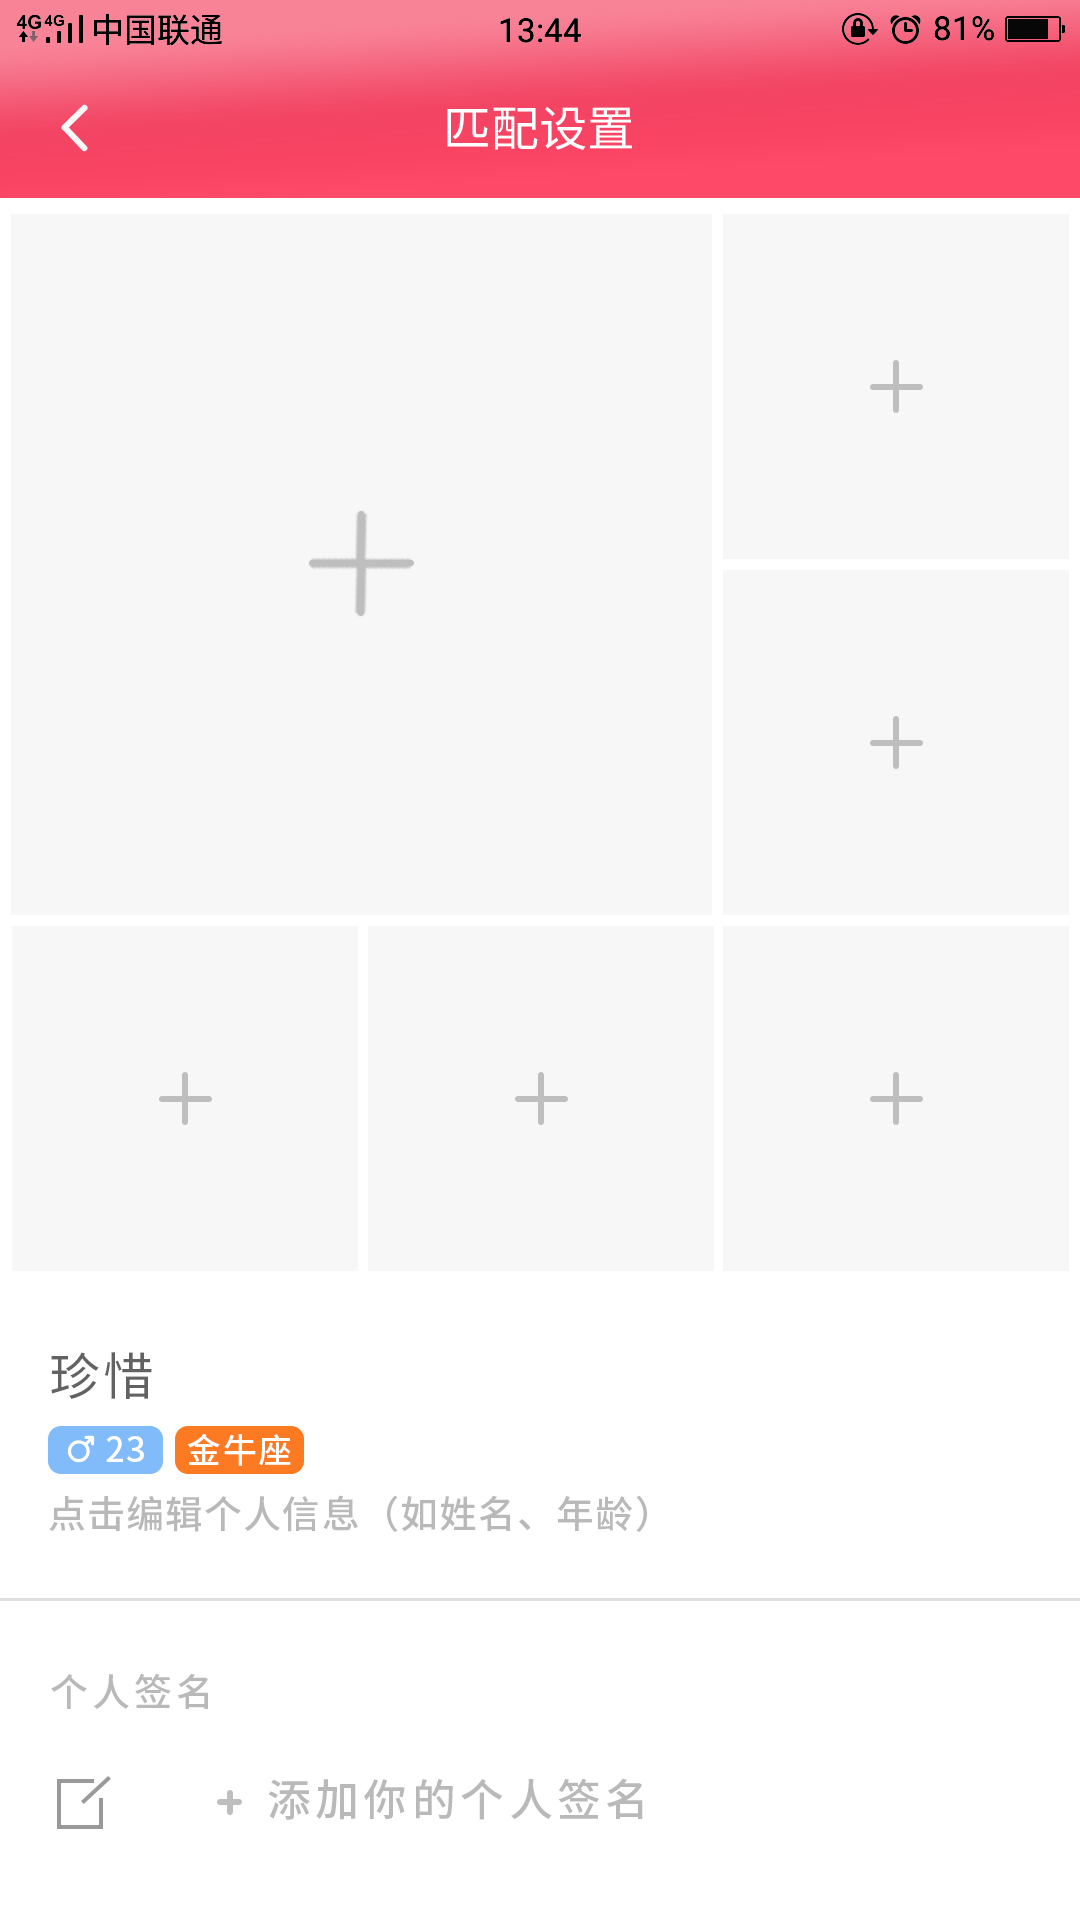 4G 4G 中国联通 13:44 81%
匹配设置
珍惜
♂ 23 金牛座
点击编辑个人信息（如姓名、年龄）
个人签名
+ 添加你的个人签名